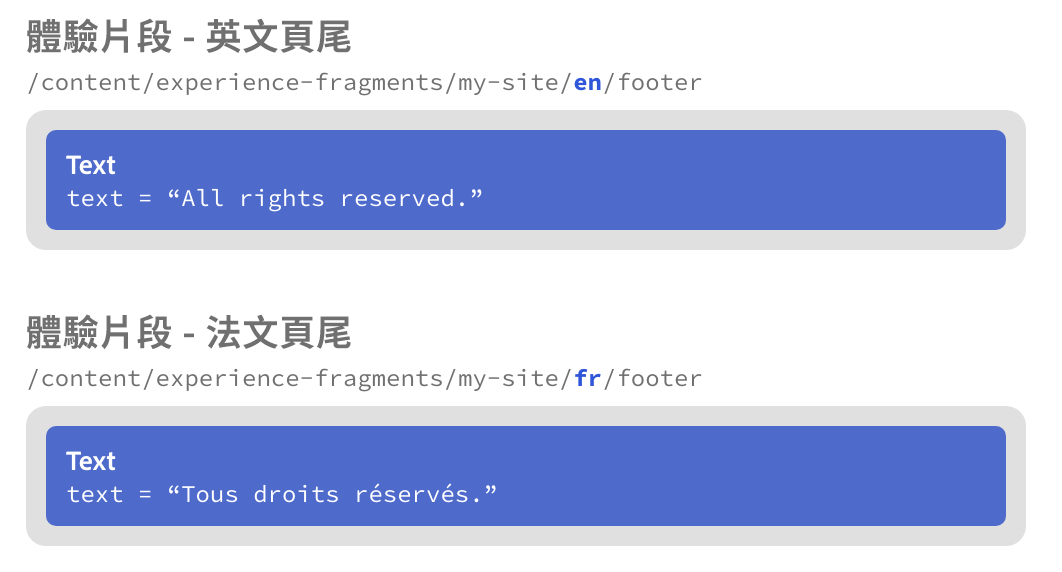 體驗片段 - 英文頁尾
/content/experience-fragments/my-site/en/footer
Text
text = “All rights reserved.”
體驗片段 - 法文頁尾
/content/experience-fragments/my-site/fr/footer
Text
text = “Tous droits réservés.”